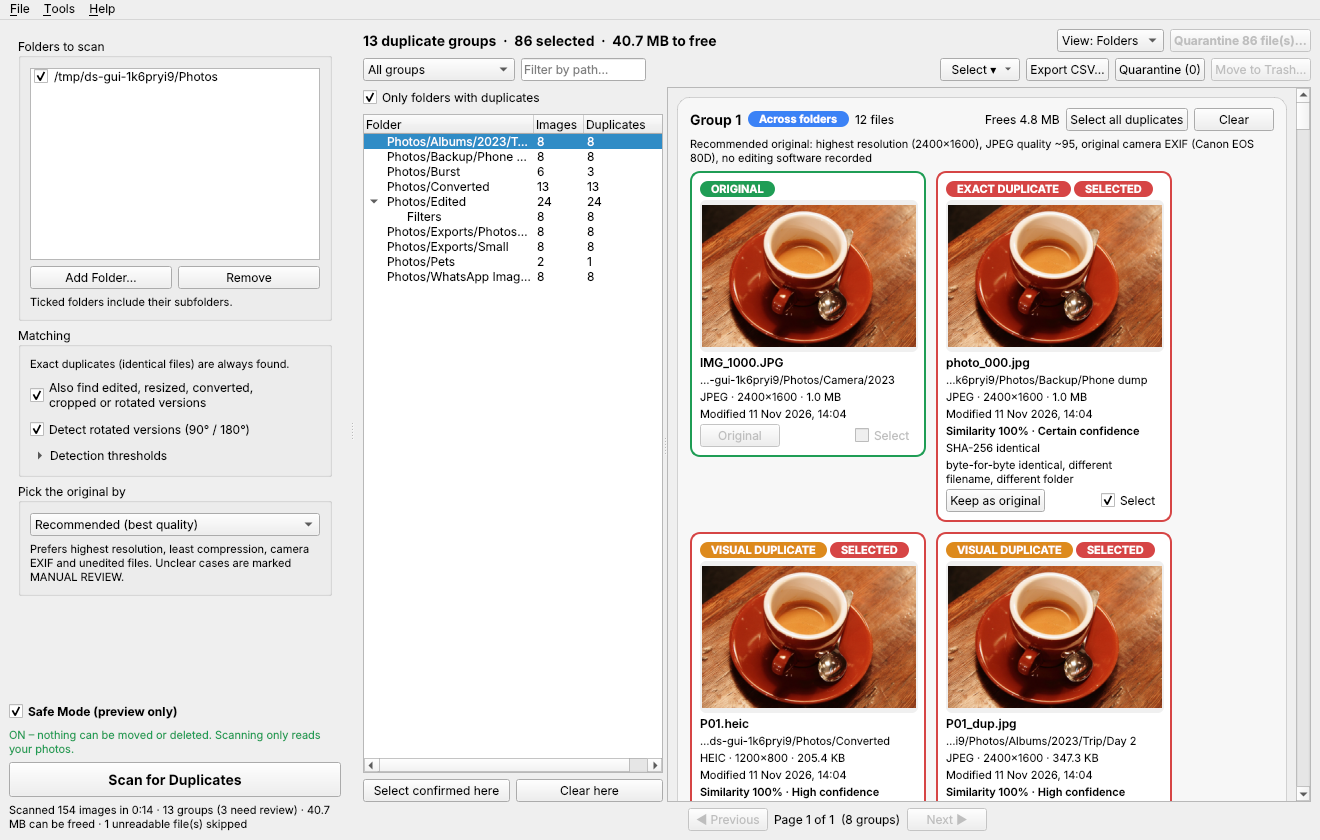 File Tools Help
Folders to scan
/tmp/ds-gui-1k6pryi9/Photos
Add Folder... Remove
Ticked folders include their subfolders.
Matching
Exact duplicates (identical files) are always found.
Also find edited, resized, converted,
cropped or rotated versions
Detect rotated versions (90° / 180°)
Detection thresholds
Pick the original by
Recommended (best quality)
Prefers highest resolution, least compression, camera
EXIF and unedited files. Unclear cases are marked
MANUAL REVIEW.
Safe Mode (preview only)
ON – nothing can be moved or deleted. Scanning only reads
your photos.
Scan for Duplicates
Scanned 154 images in 0:14 · 13 groups (3 need review) · 40.7
MB can be freed · 1 unreadable file(s) skipped
13 duplicate groups · 86 selected · 40.7 MB to free
View: Folders Quarantine 86 file(s)...
All groups Filter by path...
Select ▾ Export CSV... Quarantine (0) Move to Trash...
Only folders with duplicates
Folder Images Duplicates
Photos/Albums/2023/T... 8 8
Photos/Backup/Phone ... 8 8
Photos/Burst 6 3
Photos/Converted 13 13
Photos/Edited 24 24
Filters 8 8
Photos/Exports/Photos... 8 8
Photos/Exports/Small 8 8
Photos/Pets 2 1
Photos/WhatsApp Imag... 8 8
Select confirmed here Clear here
Group 1 Across folders 12 files Frees 4.8 MB Select all duplicates Clear
Recommended original: highest resolution (2400×1600), JPEG quality ~95, original camera EXIF (Canon EOS
80D), no editing software recorded
ORIGINAL
IMG_1000.JPG
...-gui-1k6pryi9/Photos/Camera/2023
JPEG · 2400×1600 · 1.0 MB
Modified 11 Nov 2026, 14:04
Original Select
EXACT DUPLICATE SELECTED
photo_000.jpg
...k6pryi9/Photos/Backup/Phone dump
JPEG · 2400×1600 · 1.0 MB
Modified 11 Nov 2026, 14:04
Similarity 100% · Certain confidence
SHA-256 identical
byte-for-byte identical, different
filename, different folder
Keep as original Select
VISUAL DUPLICATE SELECTED
P01.heic
...ds-gui-1k6pryi9/Photos/Converted
HEIC · 1200×800 · 205.4 KB
Modified 11 Nov 2026, 14:04
Similarity 100% · High confidence
VISUAL DUPLICATE SELECTED
P01_dup.jpg
...i9/Photos/Albums/2023/Trip/Day 2
JPEG · 2400×1600 · 347.3 KB
Modified 11 Nov 2026, 14:04
Similarity 100% · High confidence
◀ Previous Page 1 of 1 (8 groups) Next ▶